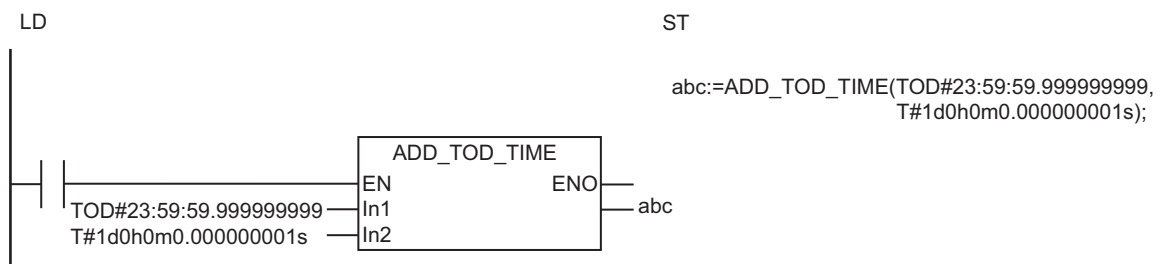 LD
ST
abc:=ADD_TOD_TIME(TOD#23:59:59.999999999,
T#1d0h0m0.000000001s);
ADD_TOD_TIME
EN ENO
TOD#23:59:59.999999999 In1 abc
T#1d0h0m0.000000001s In2